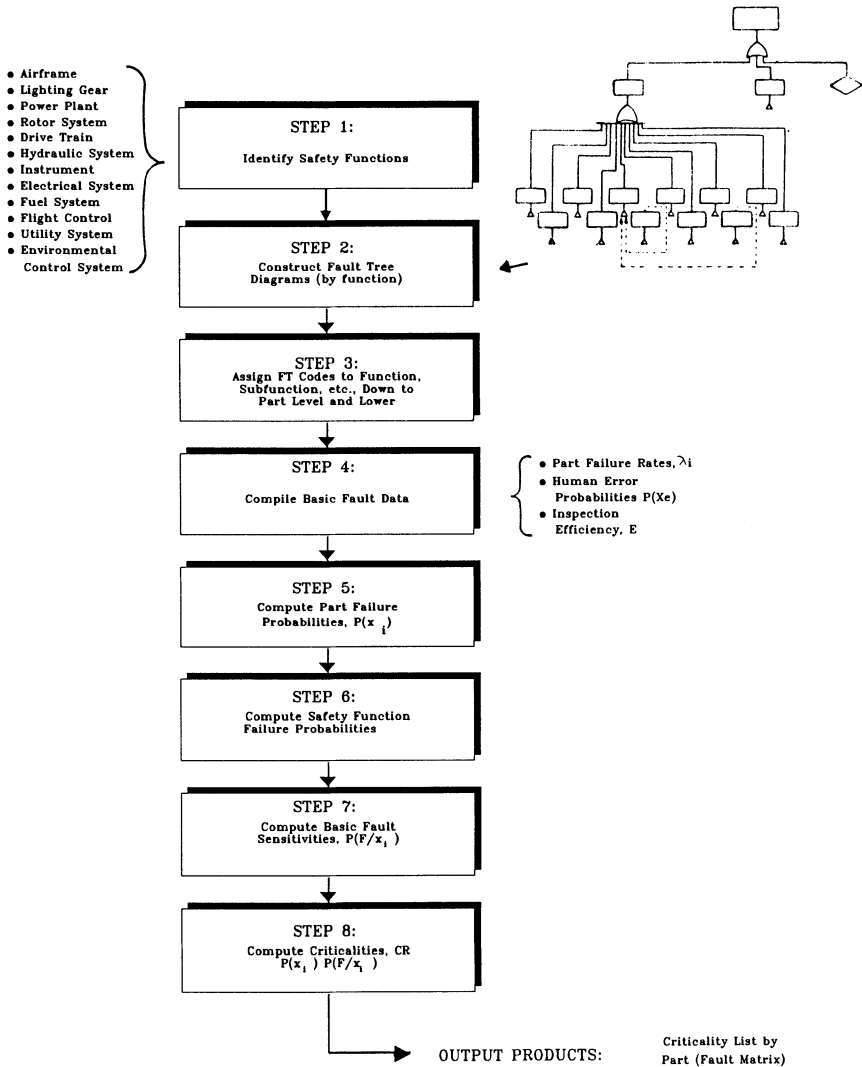 ● Airframe
● Lighting Gear
● Power Plant
● Rotor System
● Drive Train
● Hydraulic System
● Instrument
● Electrical System
● Fuel System
● Flight Control
● Utility System
● Environmental
Control System
STEP 1:
Identify Safety Functions
STEP 2:
Construct Fault Tree
Diagrams (by function)
STEP 3:
Assign FT Codes to Function,
Subfunction, etc., Down to
Part Level and Lower
STEP 4:
Compile Basic Fault Data
● Part Failure Rates, λi
● Human Error
Probabilities P(Xe)
● Inspection
Efficiency, E
STEP 5:
Compute Part Failure
Probabilities, P(x i)
STEP 6:
Compute Safety Function
Failure Probabilities
STEP 7:
Compute Basic Fault
Sensitivities, P(F/xi )
STEP 8:
Compute Criticalities, CR
P(xi ) P(F/xi )
OUTPUT PRODUCTS:
Criticality List by
Part (Fault Matrix)